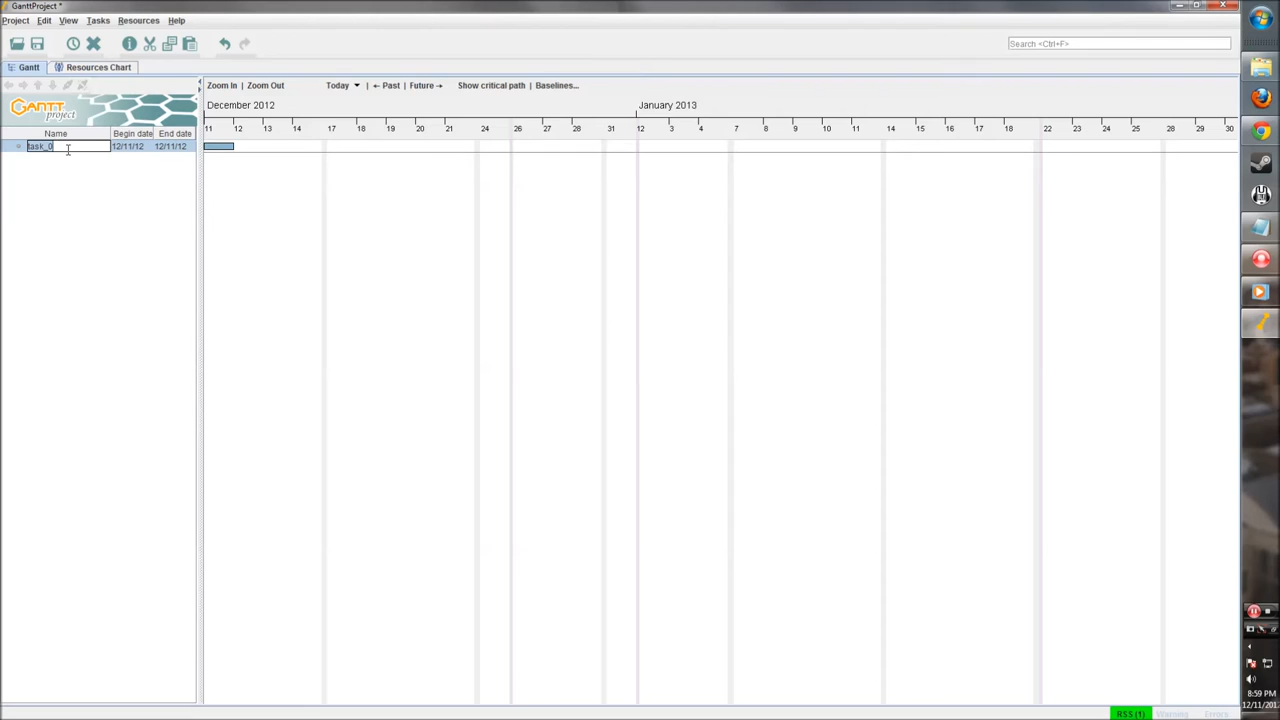 GanttProject *
Project Edit View Tasks Resources Help
Search <Ctrl+F>
Gantt Resources Chart
Zoom In | Zoom Out Today | ← Past Future → Show critical path | Baselines...
GANTT project
December 2012 January 2013
Name Begin date End date
11 12 13 14 17 18 19 20 21 24 26 27 28 31 12 3 4 7 8 9 10 11 14 15 16 17 18 22 23 24 25 28 29 30
task_0 12/11/12 12/11/12
8:59 PM
RSS (1) Warning Errors